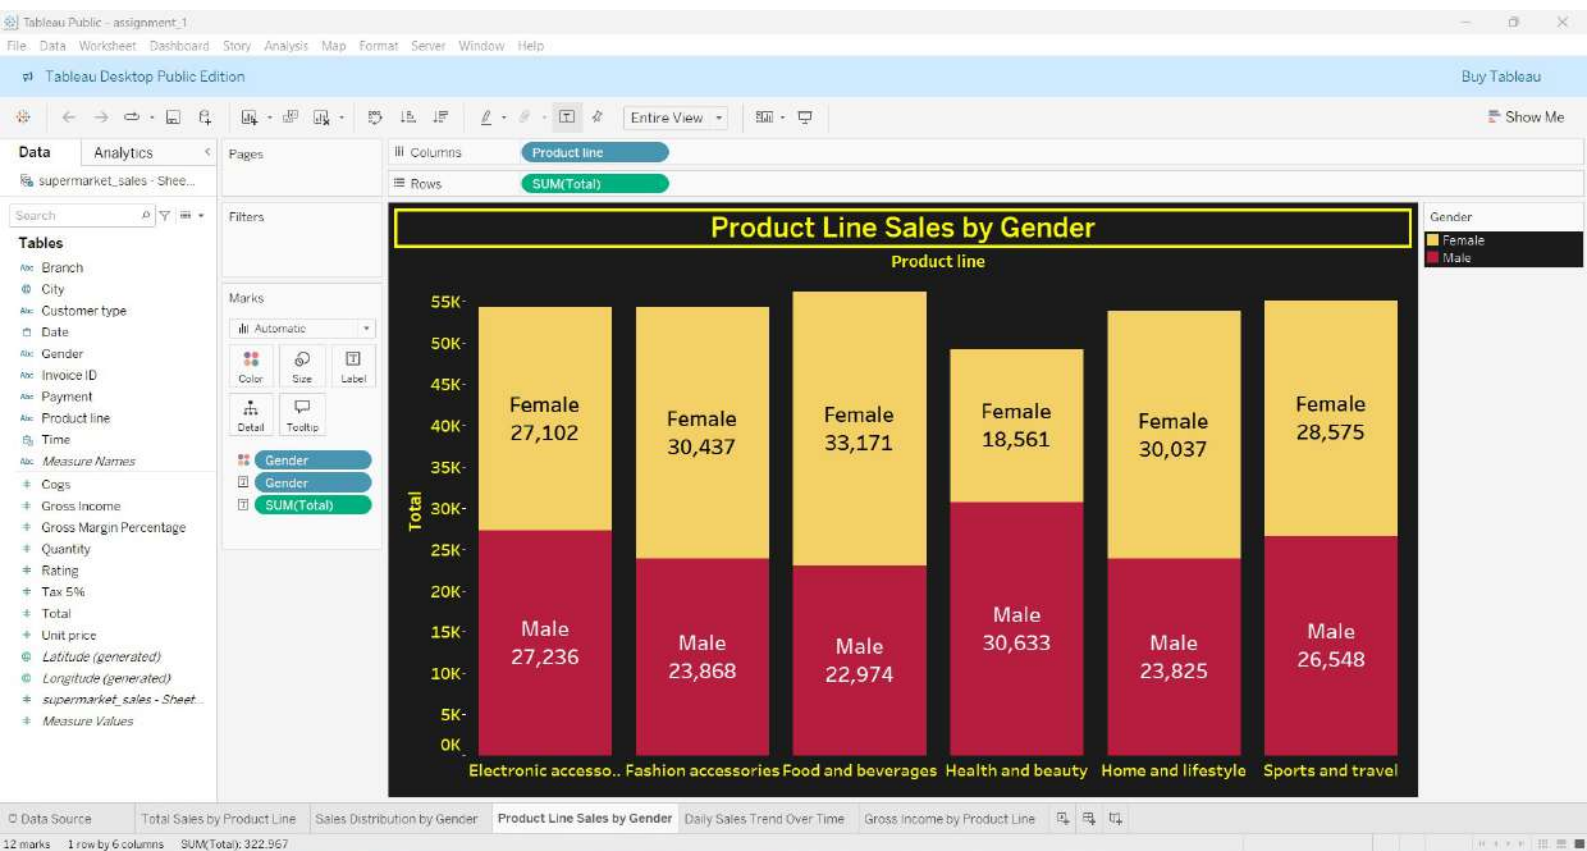 Tableau Public - assignment_1
File Data Worksheet Dashboard Story Analysis Map Format Server Window Help
Tableau Desktop Public Edition
Buy Tableau
Entire View
Show Me
Data Analytics
supermarket_sales - Shee...
Search
Tables
Abc Branch
City
Abc Customer type
Date
Abc Gender
Abc Invoice ID
Abc Payment
Abc Product line
Time
Abc Measure Names
# Cogs
# Gross Income
# Gross Margin Percentage
# Quantity
# Rating
# Tax 5%
# Total
# Unit price
Latitude (generated)
Longitude (generated)
# supermarket_sales - Sheet...
# Measure Values
Pages
Filters
Marks
Automatic
Color Size Label
Detail Tooltip
Gender
Gender
SUM(Total)
Columns Product line
Rows SUM(Total)
Product Line Sales by Gender
Product line
Total
55K
50K
45K
40K
35K
30K
25K
20K
15K
10K
5K
0K
Female
27,102
Female
30,437
Female
33,171
Female
18,561
Female
30,037
Female
28,575
Male
27,236
Male
23,868
Male
22,974
Male
30,633
Male
23,825
Male
26,548
Electronic accesso.. Fashion accessories Food and beverages Health and beauty Home and lifestyle Sports and travel
Gender
Female
Male
Data Source Total Sales by Product Line Sales Distribution by Gender Product Line Sales by Gender Daily Sales Trend Over Time Gross Income by Product Line
12 marks 1 row by 6 columns SUM(Total): 322,967